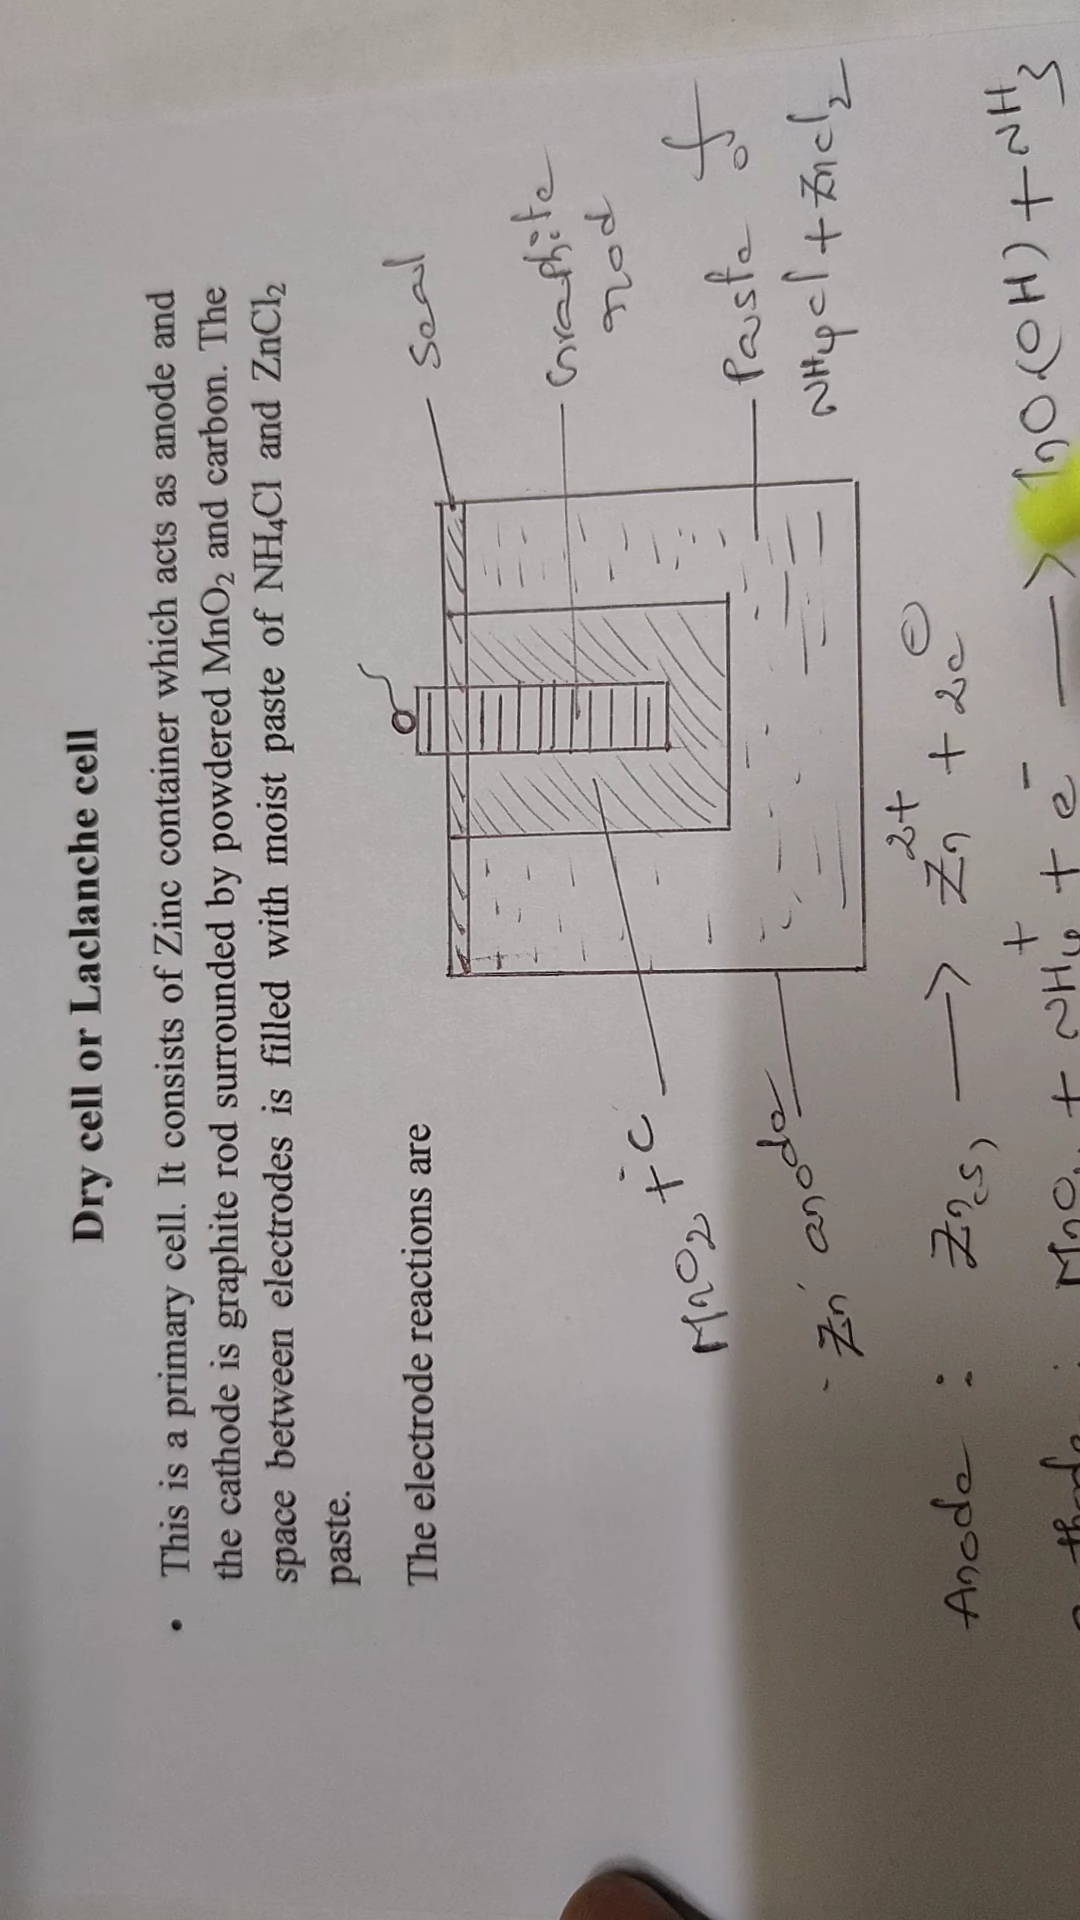 Dry cell or Laclanche cell
• This is a primary cell. It consists of Zinc container which acts as anode and
the cathode is graphite rod surrounded by powdered MnO₂ and carbon. The
space between electrodes is filled with moist paste of NH₄Cl and ZnCl₂
paste.
The electrode reactions are
Seal
Graphite
rod
MnO₂ + C
Paste of
NH₄Cl + ZnCl₂
Zn anode
Anode : Zn(s) ⟶ Zn²⁺ + 2e⊖
MnO + NH₄⁺ + e⁻ ⟶ nO(OH) + NH₃